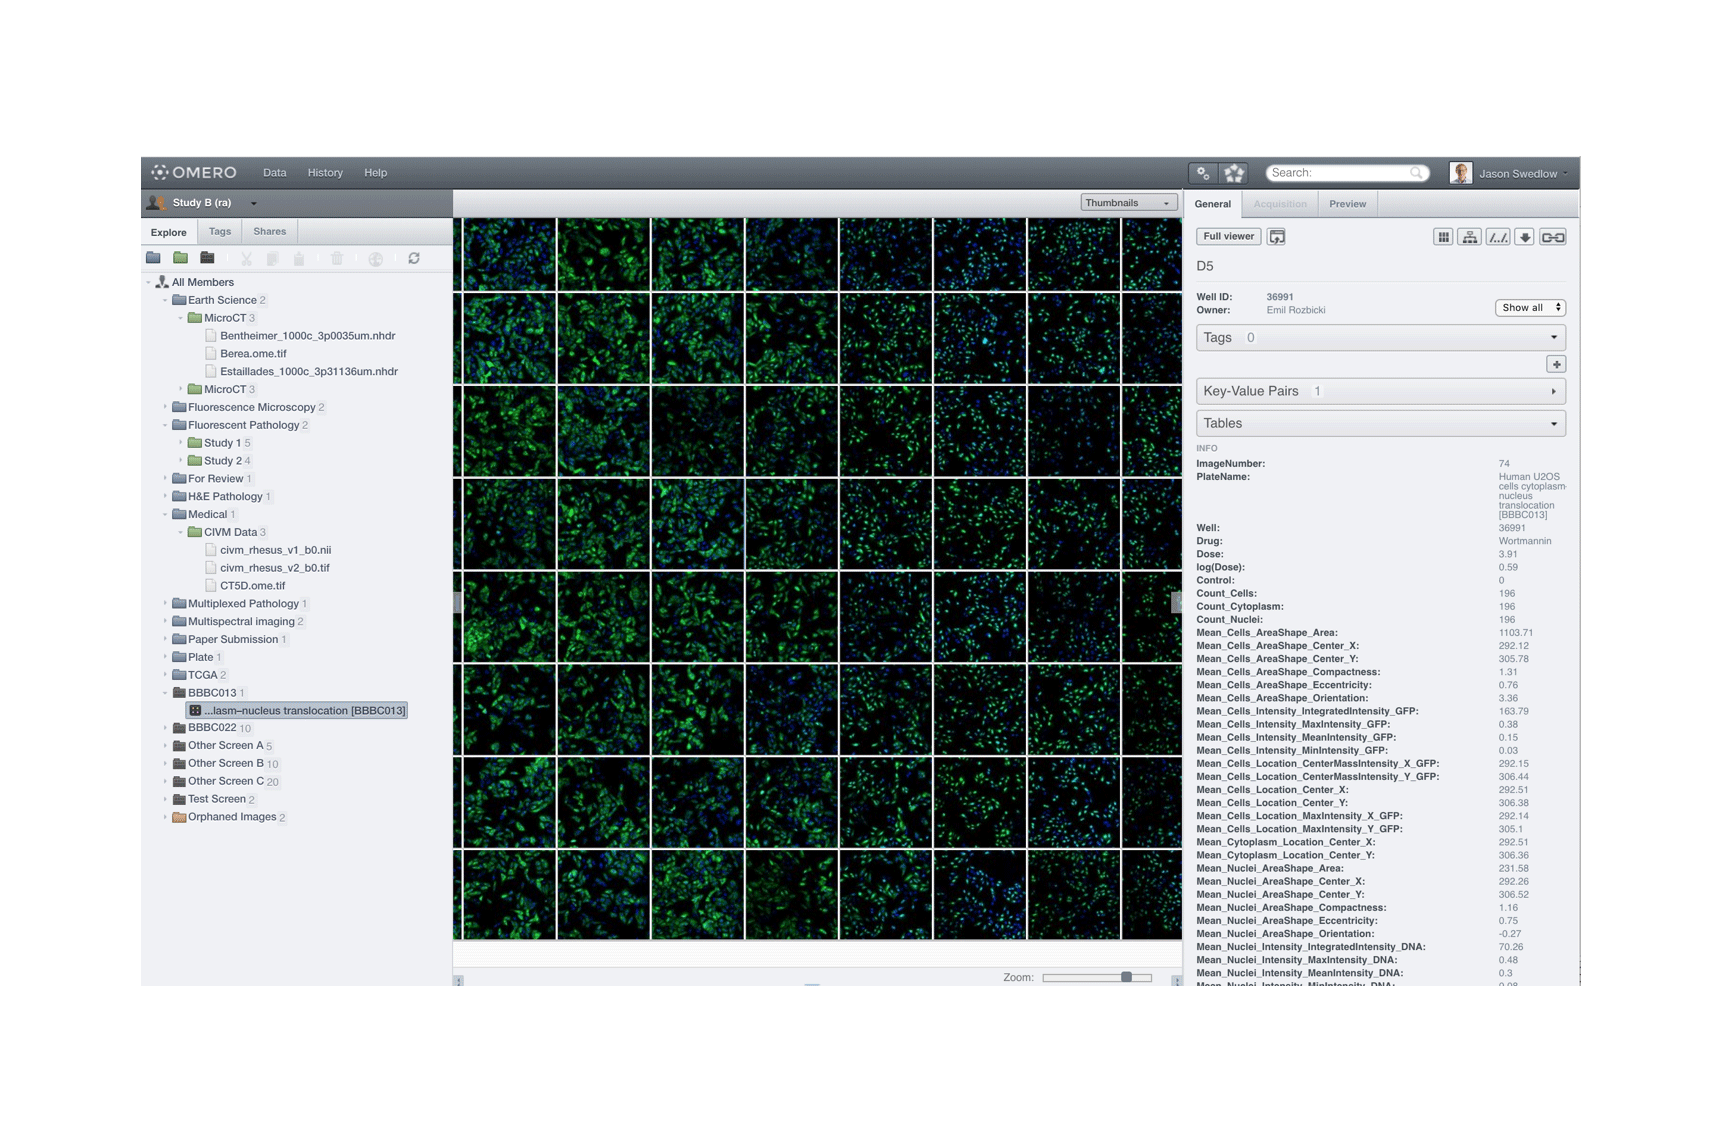 OMERO Data History Help Search: Jason Swedlow
Study B (ra)
Thumbnails
General Acquisition Preview
Explore Tags Shares
All Members
Earth Science 2
MicroCT 3
Bentheimer_1000c_3p0035um.nhdr
Berea.ome.tif
Estaillades_1000c_3p31136um.nhdr
MicroCT 3
Fluorescence Microscopy 2
Fluorescent Pathology 2
Study 1 5
Study 2 4
For Review 1
H&E Pathology 1
Medical 1
CIVM Data 3
civm_rhesus_v1_b0.nii
civm_rhesus_v2_b0.tif
CT5D.ome.tif
Multiplexed Pathology 1
Multispectral imaging 2
Paper Submission 1
Plate 1
TCGA 2
BBBC013 1
...lasm–nucleus translocation [BBBC013]
BBBC022 10
Other Screen A 5
Other Screen B 10
Other Screen C 20
Test Screen 2
Orphaned Images 2
Zoom:
Full viewer
D5
Well ID: 36991
Owner: Emil Rozbicki
Show all
Tags 0
Key-Value Pairs 1
Tables
INFO
ImageNumber: 74
PlateName: Human U2OS
cells cytoplasm-
nucleus
translocation
[BBBC013]
Well: 36991
Drug: Wortmannin
Dose: 3.91
log(Dose): 0.59
Control: 0
Count_Cells: 196
Count_Cytoplasm: 196
Count_Nuclei: 196
Mean_Cells_AreaShape_Area: 1103.71
Mean_Cells_AreaShape_Center_X: 292.12
Mean_Cells_AreaShape_Center_Y: 305.78
Mean_Cells_AreaShape_Compactness: 1.31
Mean_Cells_AreaShape_Eccentricity: 0.76
Mean_Cells_AreaShape_Orientation: 3.36
Mean_Cells_Intensity_IntegratedIntensity_GFP: 163.79
Mean_Cells_Intensity_MaxIntensity_GFP: 0.38
Mean_Cells_Intensity_MeanIntensity_GFP: 0.15
Mean_Cells_Intensity_MinIntensity_GFP: 0.03
Mean_Cells_Location_CenterMassIntensity_X_GFP: 292.15
Mean_Cells_Location_CenterMassIntensity_Y_GFP: 306.44
Mean_Cells_Location_Center_X: 292.51
Mean_Cells_Location_Center_Y: 306.38
Mean_Cells_Location_MaxIntensity_X_GFP: 292.14
Mean_Cells_Location_MaxIntensity_Y_GFP: 305.1
Mean_Cytoplasm_Location_Center_X: 292.51
Mean_Cytoplasm_Location_Center_Y: 306.36
Mean_Nuclei_AreaShape_Area: 231.58
Mean_Nuclei_AreaShape_Center_X: 292.26
Mean_Nuclei_AreaShape_Center_Y: 306.52
Mean_Nuclei_AreaShape_Compactness: 1.16
Mean_Nuclei_AreaShape_Eccentricity: 0.75
Mean_Nuclei_AreaShape_Orientation: -0.27
Mean_Nuclei_Intensity_IntegratedIntensity_DNA: 70.26
Mean_Nuclei_Intensity_MaxIntensity_DNA: 0.48
Mean_Nuclei_Intensity_MeanIntensity_DNA: 0.3
Mean_Nuclei_Intensity_MinIntensity_DNA: